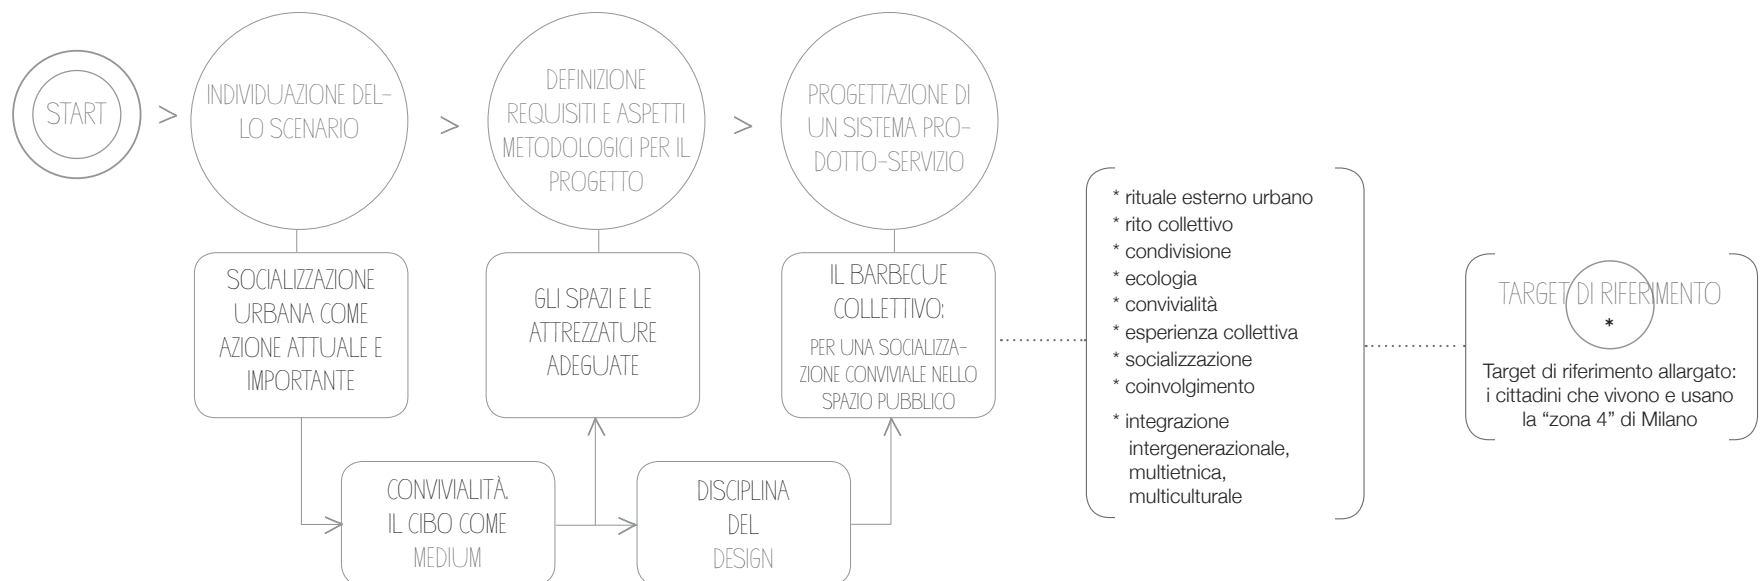 START
>
INDIVIDUAZIONE DEL-
LO SCENARIO
>
DEFINIZIONE
REQUISITI E ASPETTI
METODOLOGICI PER IL
PROGETTO
>
PROGETTAZIONE DI
UN SISTEMA PRO-
DOTTO-SERVIZIO
SOCIALIZZAZIONE
URBANA COME
AZIONE ATTUALE E
IMPORTANTE
GLI SPAZI E LE
ATTREZZATURE
ADEGUATE
IL BARBECUE
COLLETTIVO:
PER UNA SOCIALIZZA-
ZIONE CONVIVIALE NELLO
SPAZIO PUBBLICO
CONVIVIALITÀ.
IL CIBO COME
MEDIUM
DISCIPLINA
DEL
DESIGN
* rituale esterno urbano
* rito collettivo
* condivisione
* ecologia
* convivialità
* esperienza collettiva
* socializzazione
* coinvolgimento
* integrazione
intergenerazionale,
multietnica,
multiculturale
TARGET DI RIFERIMENTO
*
Target di riferimento allargato:
i cittadini che vivono e usano
la “zona 4” di Milano